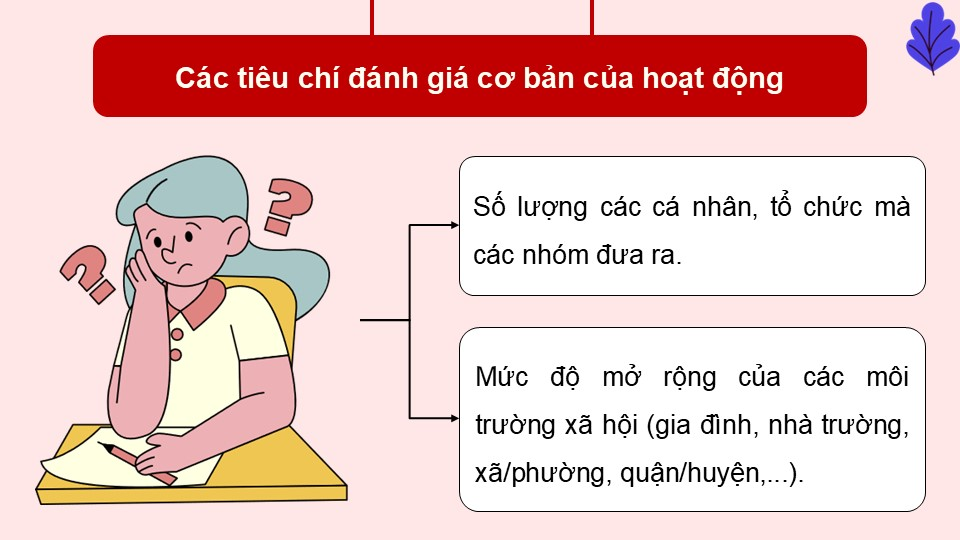 Các tiêu chí đánh giá cơ bản của hoạt động
Số lượng các cá nhân, tổ chức mà
các nhóm đưa ra.
Mức độ mở rộng của các môi
trường xã hội (gia đình, nhà trường,
xã/phường, quận/huyện,...).